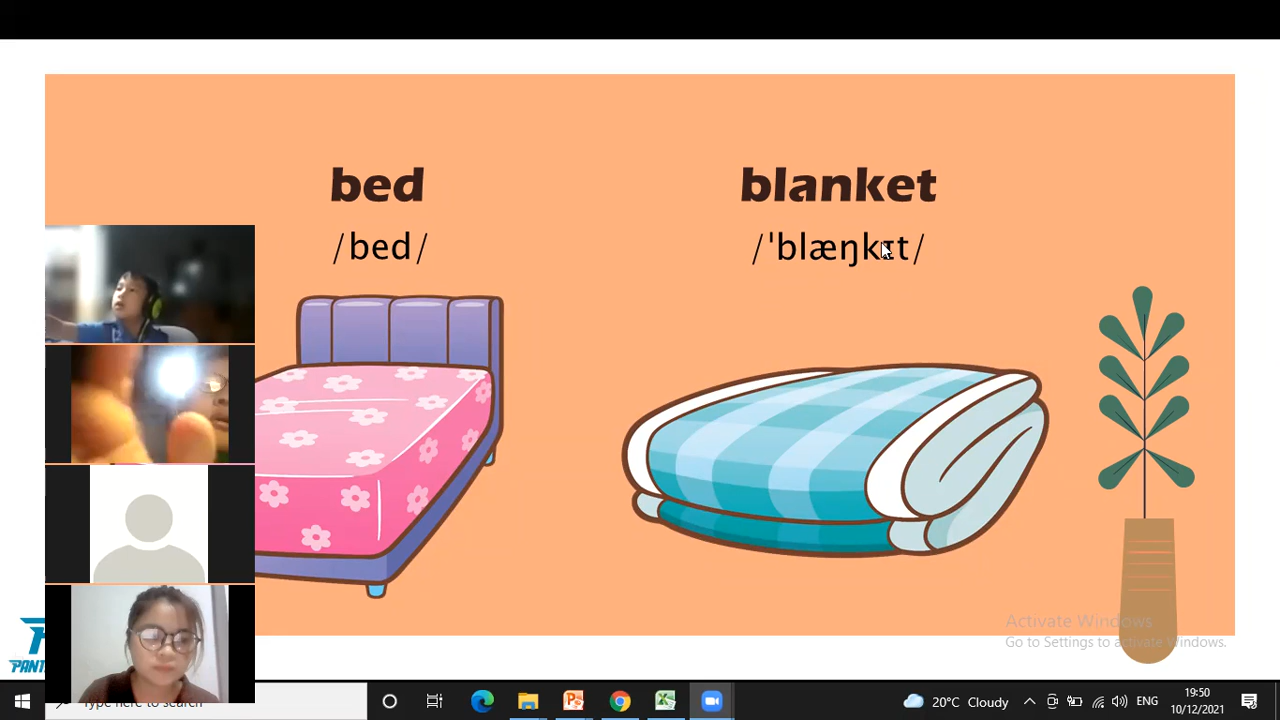 bed
blanket
/bed/
/ˈblæŋkɪt/
Activate Windows
Go to Settings to activate Windows.
PANT
Type here to search
20°C Cloudy
ENG
19:50
10/12/2021